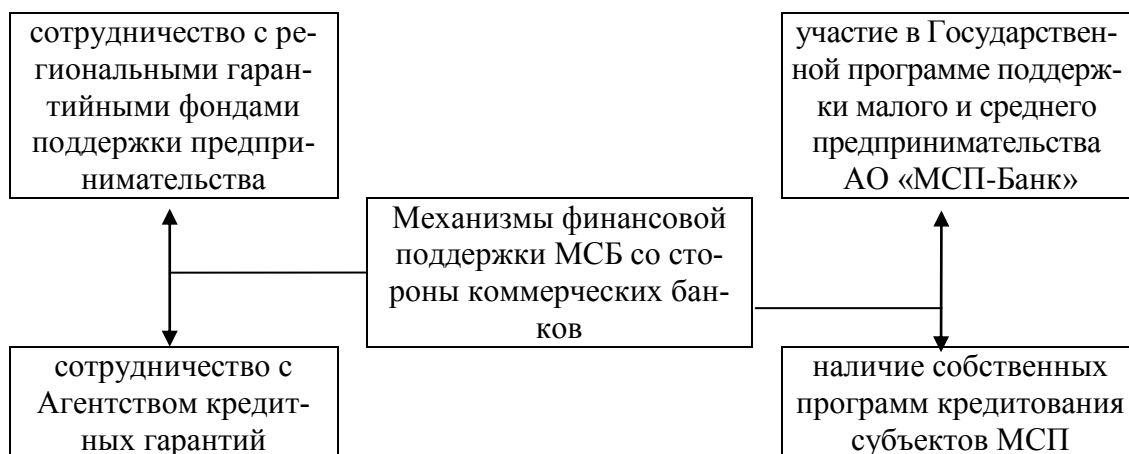 сотрудничество с ре-
гиональными гаран-
тийными фондами
поддержки предпри-
нимательства
участие в Государствен-
ной программе поддерж-
ки малого и среднего
предпринимательства
АО «МСП-Банк»
Механизмы финансовой
поддержки МСБ со сто-
роны коммерческих бан-
ков
сотрудничество с
Агентством кредит-
ных гарантий
наличие собственных
программ кредитования
субъектов МСП